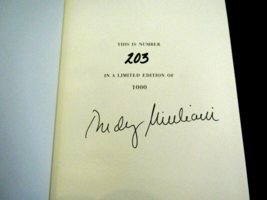 THIS IS NUMBER
203
IN A LIMITED EDITION OF
1000